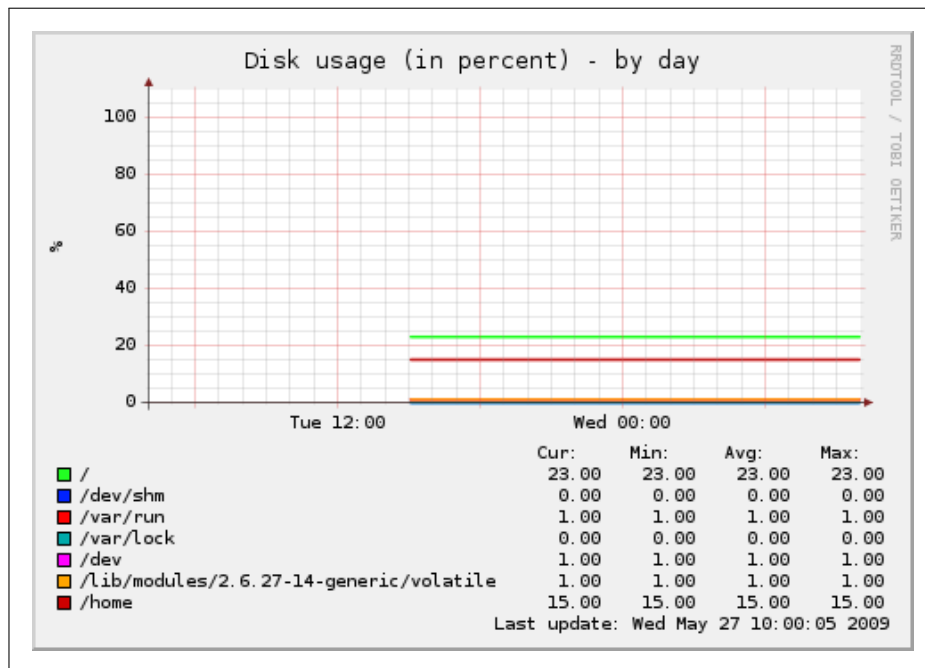 Disk usage (in percent) - by day
RRDTOOL / TOBI OETIKER
%
100
80
60
40
20
0
Tue 12:00 Wed 00:00
Cur: Min: Avg: Max:
/ 23.00 23.00 23.00 23.00
/dev/shm 0.00 0.00 0.00 0.00
/var/run 1.00 1.00 1.00 1.00
/var/lock 0.00 0.00 0.00 0.00
/dev 1.00 1.00 1.00 1.00
/lib/modules/2.6.27-14-generic/volatile 1.00 1.00 1.00 1.00
/home 15.00 15.00 15.00 15.00
Last update: Wed May 27 10:00:05 2009